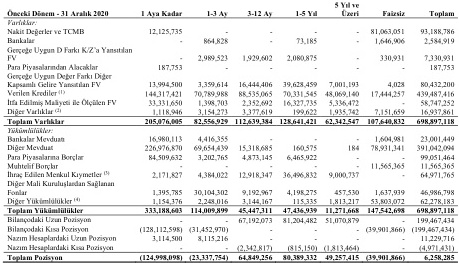 Önceki Dönem - 31 Aralık 2020 1 Aya Kadar 1-3 Ay 3-12 Ay 1-5 Yıl 5 Yıl ve Üzeri Faizsiz Toplam
Varlıklar:
Nakit Değerler ve TCMB 12,125,735 - - - - 81,063,051 93,188,786
Bankalar - 864,828 - 73,185 - 1,646,906 2,584,919
Gerçeğe Uygun D Farkı K/Z’a Yansıtılan
FV - 2,989,523 1,929,602 2,080,875 - 330,931 7,330,931
Para Piyasalarından Alacaklar 187,753 - - - - - 187,753
Gerçeğe Uygun Değer Farkı Diğer
Kapsamlı Gelire Yansıtılan FV 13,994,500 3,359,614 16,444,406 39,628,459 7,001,193 4,028 80,432,200
Verilen Krediler (1) 144,317,421 70,789,988 88,535,065 70,331,545 48,069,140 17,444,257 439,487,416
İtfa Edilmiş Maliyeti ile Ölçülen FV 33,331,650 1,398,703 2,352,692 16,327,735 5,336,472 - 58,747,252
Diğer Varlıklar (2) 1,118,946 3,154,273 3,377,619 199,622 1,935,742 7,151,659 16,937,861
Toplam Varlıklar 205,076,005 82,556,929 112,639,384 128,641,421 62,342,547 107,640,832 698,897,118
Yükümlülükler:
Bankalar Mevduatı 16,980,113 4,416,355 - - - 1,604,981 23,001,449
Diğer Mevduat 226,976,870 69,654,439 15,318,685 160,575 184 78,931,341 391,042,094
Para Piyasalarına Borçlar 84,509,632 3,202,765 4,873,145 6,465,922 - - 99,051,464
Muhtelif Borçlar - - - - - 11,565,365 11,565,365
İhraç Edilen Menkul Kıymetler (3) 2,171,827 4,384,022 12,918,347 36,496,832 9,000,737 - 64,971,765
Diğer Mali Kuruluşlardan Sağlanan
Fonlar 1,395,785 30,104,302 9,192,967 4,198,275 457,530 1,637,939 46,986,798
Diğer Yükümlülükler (4) 1,154,376 2,248,016 3,144,167 115,335 1,813,217 53,803,072 62,278,183
Toplam Yükümlülükler 333,188,603 114,009,899 45,447,311 47,436,939 11,271,668 147,542,698 698,897,118
Bilançodaki Uzun Pozisyon - - 67,192,073 81,204,482 51,070,879 - 199,467,434
Bilançodaki Kısa Pozisyon (128,112,598) (31,452,970) - - - (39,901,866) (199,467,434)
Nazım Hesaplardaki Uzun Pozisyon 3,114,500 8,115,216 - - - - 11,229,716
Nazım Hesaplardaki Kısa Pozisyon - - (2,342,817) (815,150) (1,813,464) - (4,971,431)
Toplam Pozisyon (124,998,098) (23,337,754) 64,849,256 80,389,332 49,257,415 (39,901,866) 6,258,285